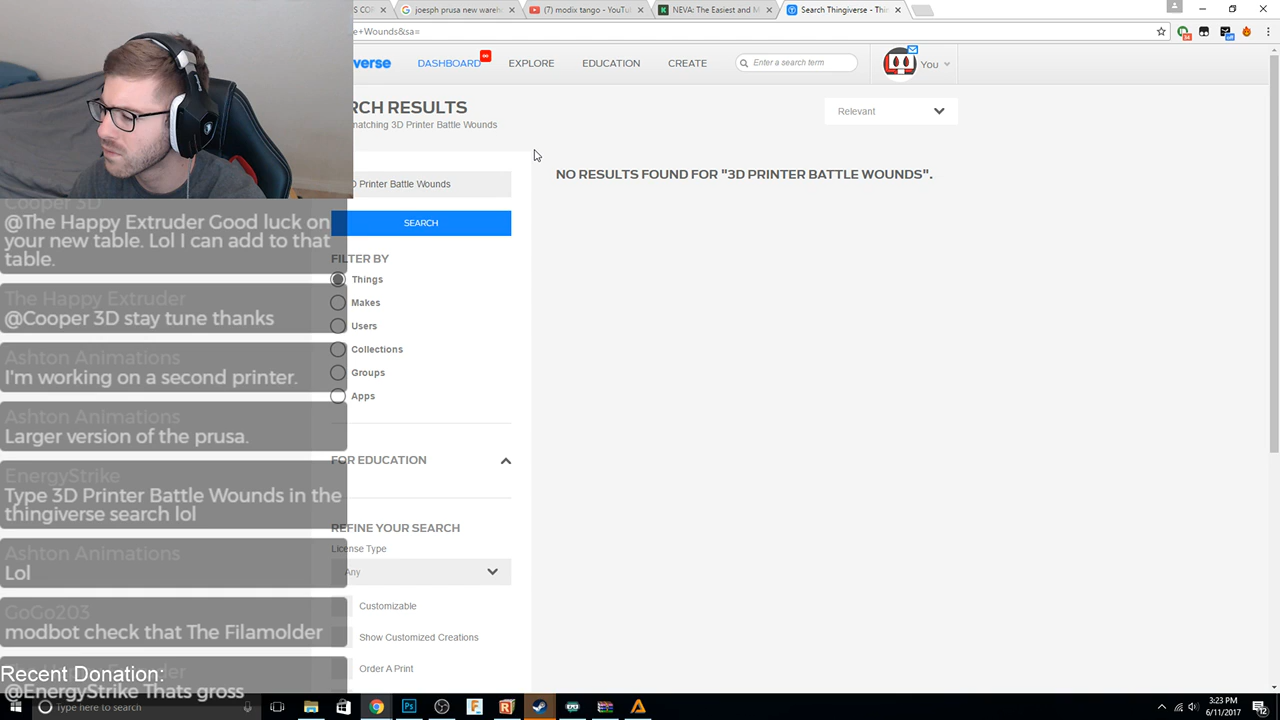 S COF
joesph prusa new wareh
(7) modix tango - YouTu
NEVA: The Easiest and M
Search Thingiverse - Thi
e+Wounds&sa=
erse
DASHBOARD
EXPLORE
EDUCATION
CREATE
Enter a search term
You
RCH RESULTS
matching 3D Printer Battle Wounds
Relevant
D Printer Battle Wounds
NO RESULTS FOUND FOR "3D PRINTER BATTLE WOUNDS".
SEARCH
FILTER BY
Things
Makes
Users
Collections
Groups
Apps
FOR EDUCATION
REFINE YOUR SEARCH
License Type
Any
Customizable
Show Customized Creations
Order A Print
Cooper 3D
@The Happy Extruder Good luck on
your new table. Lol I can add to that
table.
The Happy Extruder
@Cooper 3D stay tune thanks
Ashton Animations
I'm working on a second printer.
Ashton Animations
Larger version of the prusa.
EnergyStrike
Type 3D Printer Battle Wounds in the
thingiverse search lol
Ashton Animations
Lol
GoGo203
modbot check that The Filamolder
Recent Donation:
@EnergyStrike Thats gross
Type here to search
3:23 PM
6/11/2017
12